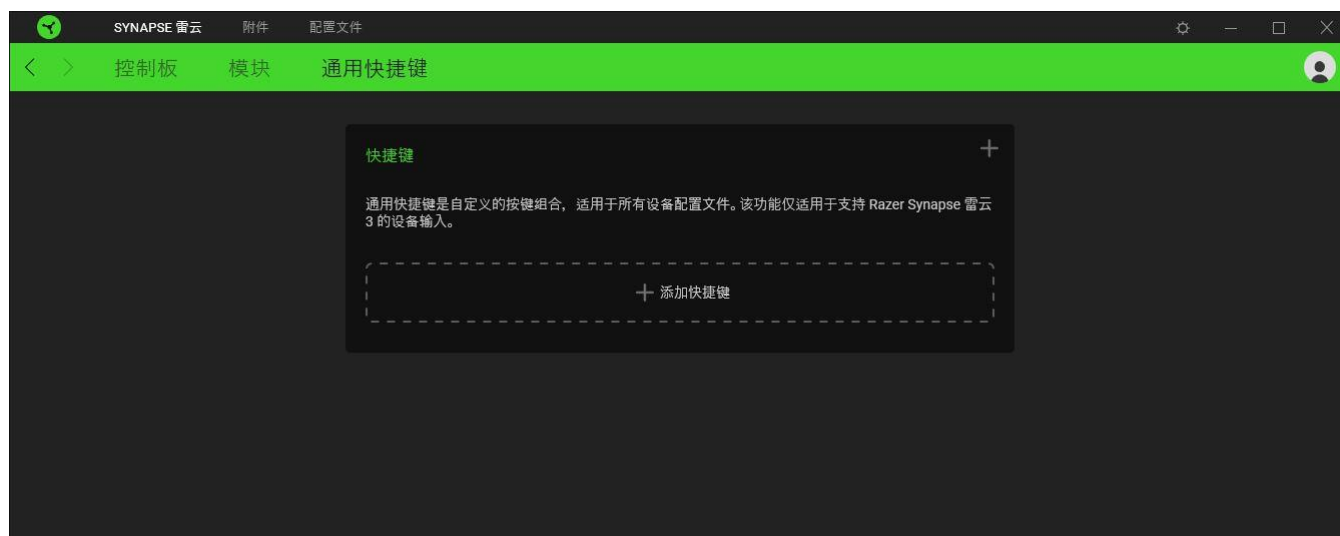 SYNAPSE 雷云 附件 配置文件
控制板 模块 通用快捷键
快捷键
通用快捷键是自定义的按键组合，适用于所有设备配置文件。该功能仅适用于支持 Razer Synapse 雷云
3 的设备输入。
添加快捷键